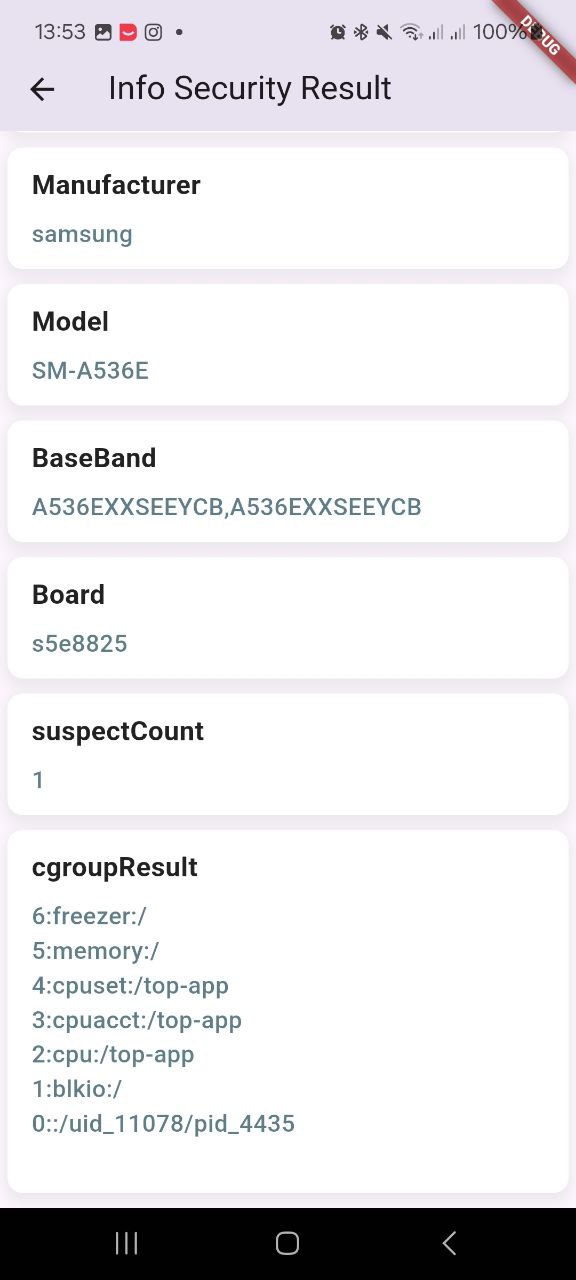 13:53
100%
DEBUG
Info Security Result
Manufacturer
samsung
Model
SM-A536E
BaseBand
A536EXXSEEYCB,A536EXXSEEYCB
Board
s5e8825
suspectCount
1
cgroupResult
6:freezer:/
5:memory:/
4:cpuset:/top-app
3:cpuacct:/top-app
2:cpu:/top-app
1:blkio:/
0::/uid_11078/pid_4435